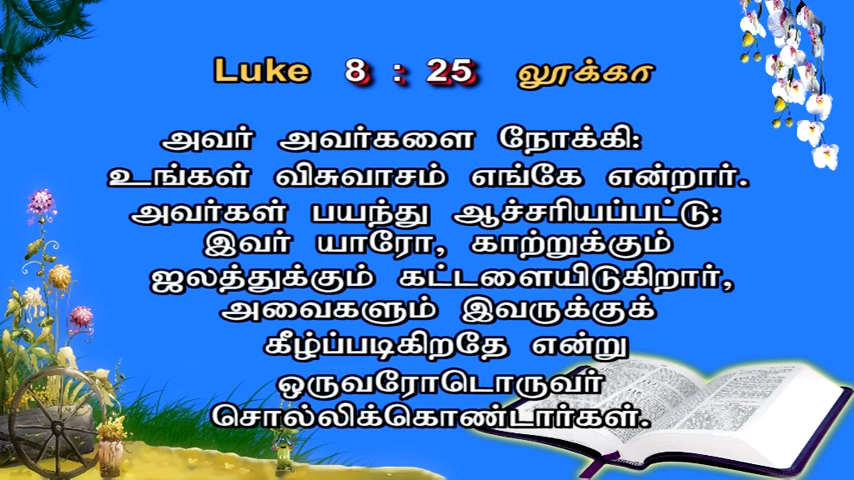 Luke 8 : 25 லூக்கா
அவர் அவர்களை நோக்கி:
உங்கள் விசுவாசம் எங்கே என்றார்.
அவர்கள் பயந்து ஆச்சரியப்பட்டு:
இவர் யாரோ, காற்றுக்கும்
ஜலத்துக்கும் கட்டளையிடுகிறார்,
அவைகளும் இவருக்குக்
கீழ்ப்படிகிறதே என்று
ஒருவரோடொருவர்
சொல்லிக்கொண்டார்கள்.